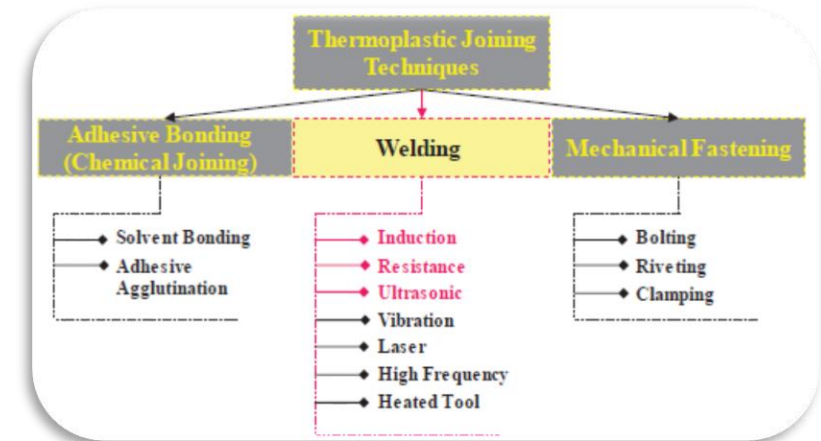 Thermoplastic Joining
Techniques
Adhesive Bonding
(Chemical Joining)
Welding
Mechanical Fastening
Solvent Bonding
Adhesive
Agglutination
Induction
Resistance
Ultrasonic
Vibration
Laser
High Frequency
Heated Tool
Bolting
Riveting
Clamping